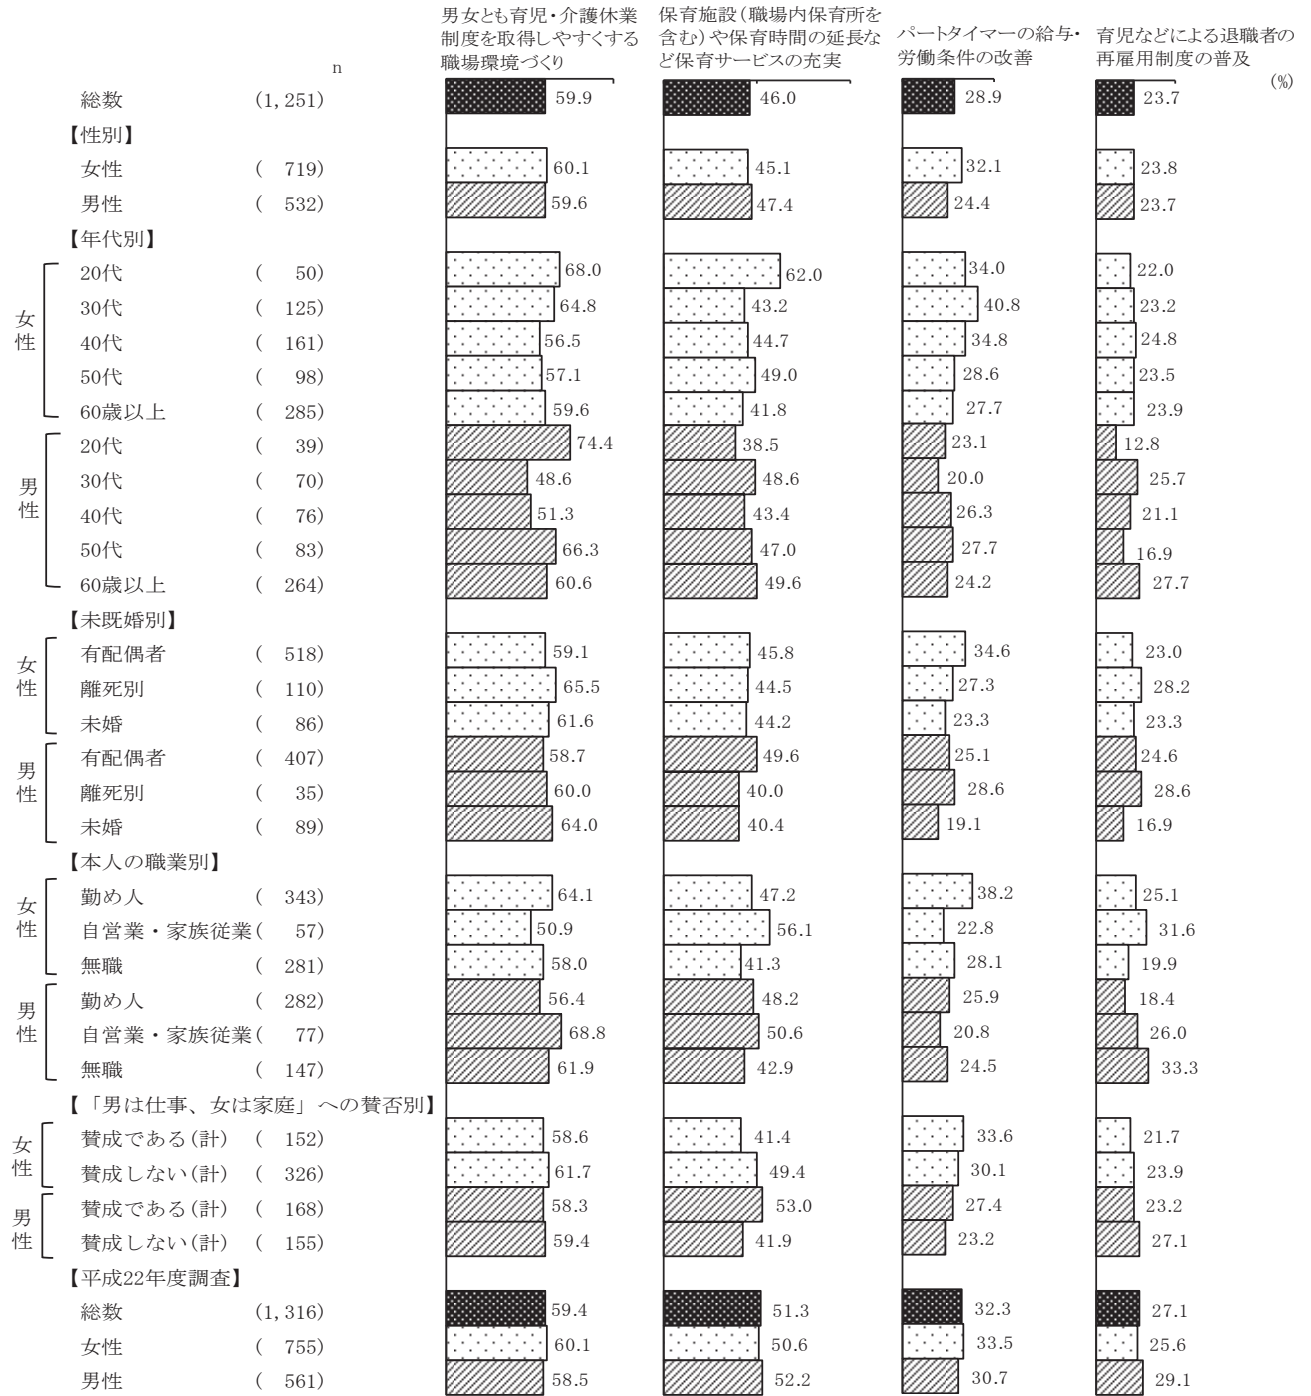 男女とも育児・介護休業
制度を取得しやすくする
職場環境づくり
保育施設(職場内保育所を
含む)や保育時間の延長な
ど保育サービスの充実
パートタイマーの給与・
労働条件の改善
育児などによる退職者の
再雇用制度の普及
n
(%)
総数 (1,251) 59.9 46.0 28.9 23.7
【性別】
女性 ( 719) 60.1 45.1 32.1 23.8
男性 ( 532) 59.6 47.4 24.4 23.7
【年代別】
女性
20代 ( 50) 68.0 62.0 34.0 22.0
30代 ( 125) 64.8 43.2 40.8 23.2
40代 ( 161) 56.5 44.7 34.8 24.8
50代 ( 98) 57.1 49.0 28.6 23.5
60歳以上 ( 285) 59.6 41.8 27.7 23.9
男性
20代 ( 39) 74.4 38.5 23.1 12.8
30代 ( 70) 48.6 48.6 20.0 25.7
40代 ( 76) 51.3 43.4 26.3 21.1
50代 ( 83) 66.3 47.0 27.7 16.9
60歳以上 ( 264) 60.6 49.6 24.2 27.7
【未既婚別】
女性
有配偶者 ( 518) 59.1 45.8 34.6 23.0
離死別 ( 110) 65.5 44.5 27.3 28.2
未婚 ( 86) 61.6 44.2 23.3 23.3
男性
有配偶者 ( 407) 58.7 49.6 25.1 24.6
離死別 ( 35) 60.0 40.0 28.6 28.6
未婚 ( 89) 64.0 40.4 19.1 16.9
【本人の職業別】
女性
勤め人 ( 343) 64.1 47.2 38.2 25.1
自営業・家族従業( 57) 50.9 56.1 22.8 31.6
無職 ( 281) 58.0 41.3 28.1 19.9
男性
勤め人 ( 282) 56.4 48.2 25.9 18.4
自営業・家族従業( 77) 68.8 50.6 20.8 26.0
無職 ( 147) 61.9 42.9 24.5 33.3
【「男は仕事、女は家庭」への賛否別】
女性
賛成である(計) ( 152) 58.6 41.4 33.6 21.7
賛成しない(計) ( 326) 61.7 49.4 30.1 23.9
男性
賛成である(計) ( 168) 58.3 53.0 27.4 23.2
賛成しない(計) ( 155) 59.4 41.9 23.2 27.1
【平成22年度調査】
総数 (1,316) 59.4 51.3 32.3 27.1
女性 ( 755) 60.1 50.6 33.5 25.6
男性 ( 561) 58.5 52.2 30.7 29.1